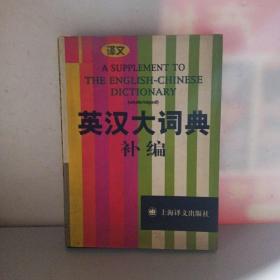 译文
A SUPPLEMENT TO
THE ENGLISH-CHINESE
DICTIONARY
(UNABRIDGED)
英汉大词典
补编
上海译文出版社